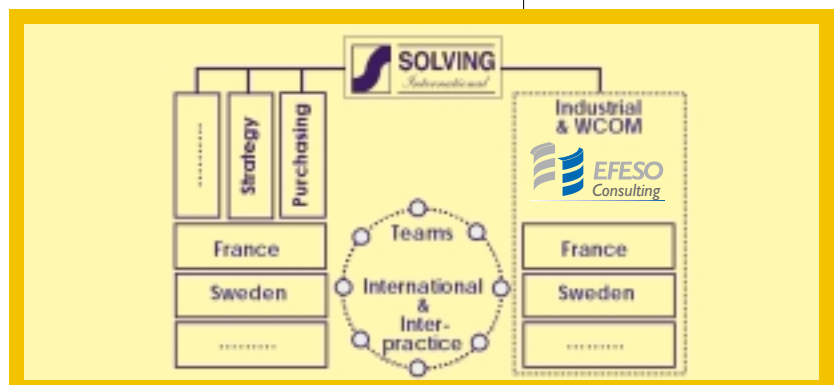 SOLVING
International
Strategy
Purchasing
France
Sweden
Teams
International
&
Inter-
practice
Industrial
& WCOM
EFESO
Consulting
France
Sweden